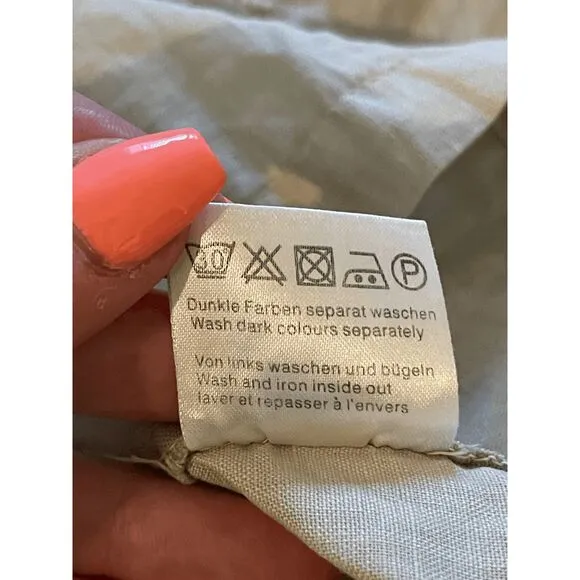 30
P
Dunkle Farben separat waschen
Wash dark colours separately
Von links waschen und bügeln
Wash and iron inside out
laver et repasser à l'envers